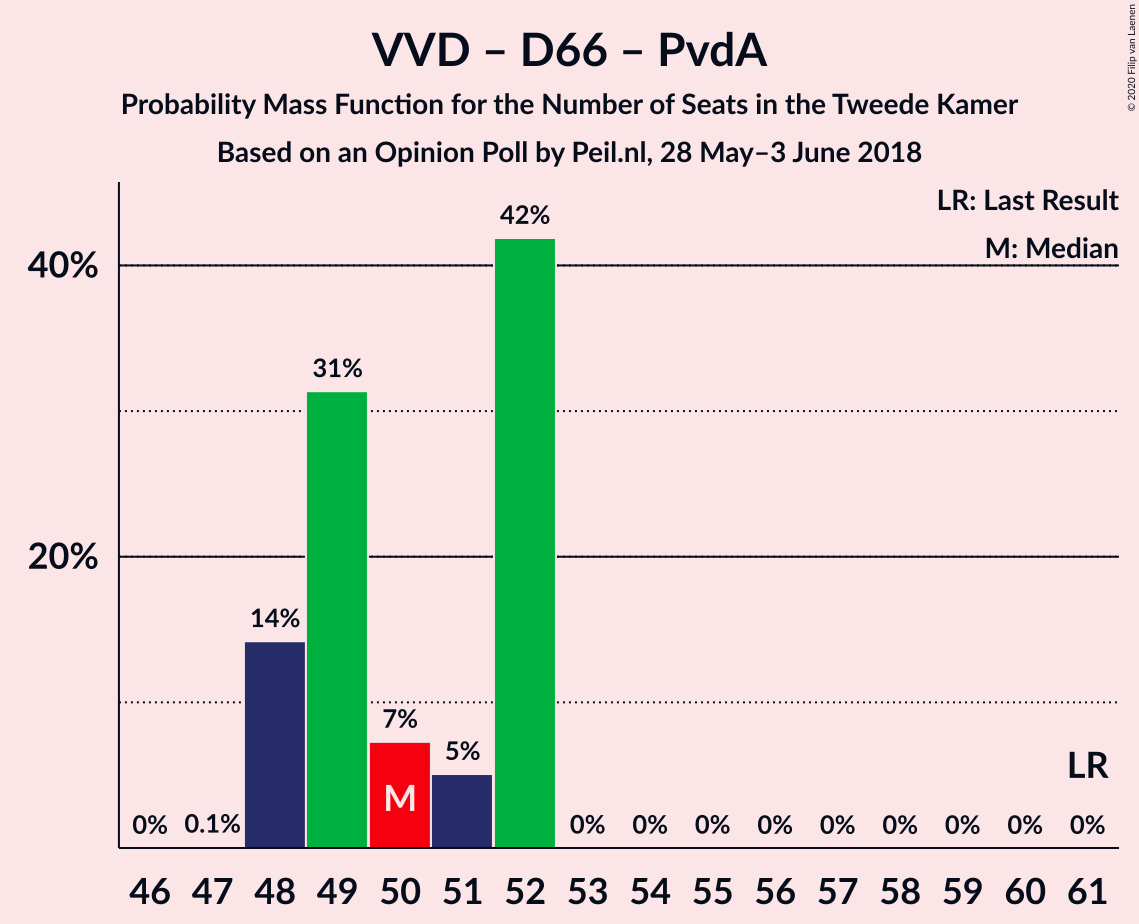 VVD – D66 – PvdA
Probability Mass Function for the Number of Seats in the Tweede Kamer
Based on an Opinion Poll by Peil.nl, 28 May–3 June 2018
© 2020 Filip van Laenen
LR: Last Result
M: Median
40%
20%
0% 0.1% 14% 31% 7% 5% 42% 0% 0% 0% 0% 0% 0% 0% 0% 0%
M
LR
46 47 48 49 50 51 52 53 54 55 56 57 58 59 60 61